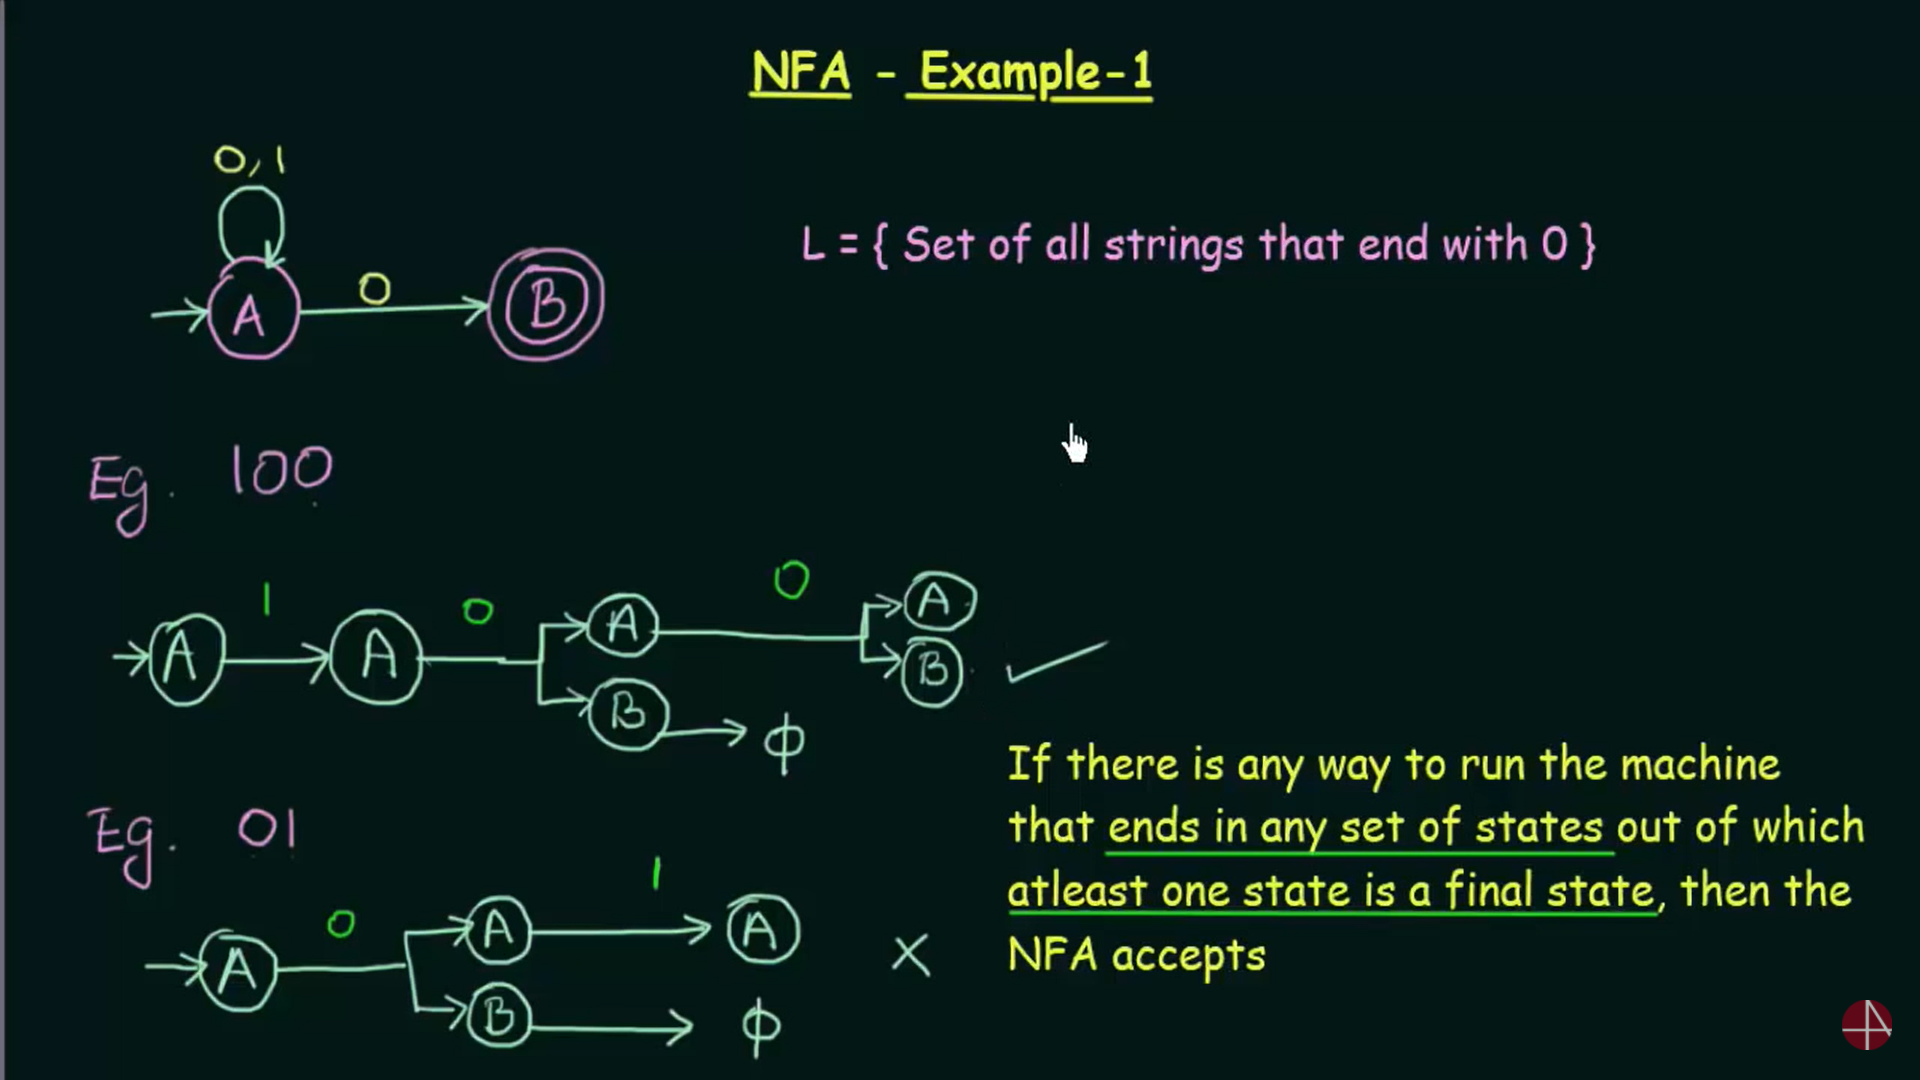 NFA - Example-1
0,1
L = { Set of all strings that end with 0 }
A 0 B
Eg. 100
1 0 0
A A A A
B ϕ B
If there is any way to run the machine
that ends in any set of states out of which
atleast one state is a final state, then the
NFA accepts
Eg. 01
0 1
A A A
B ϕ